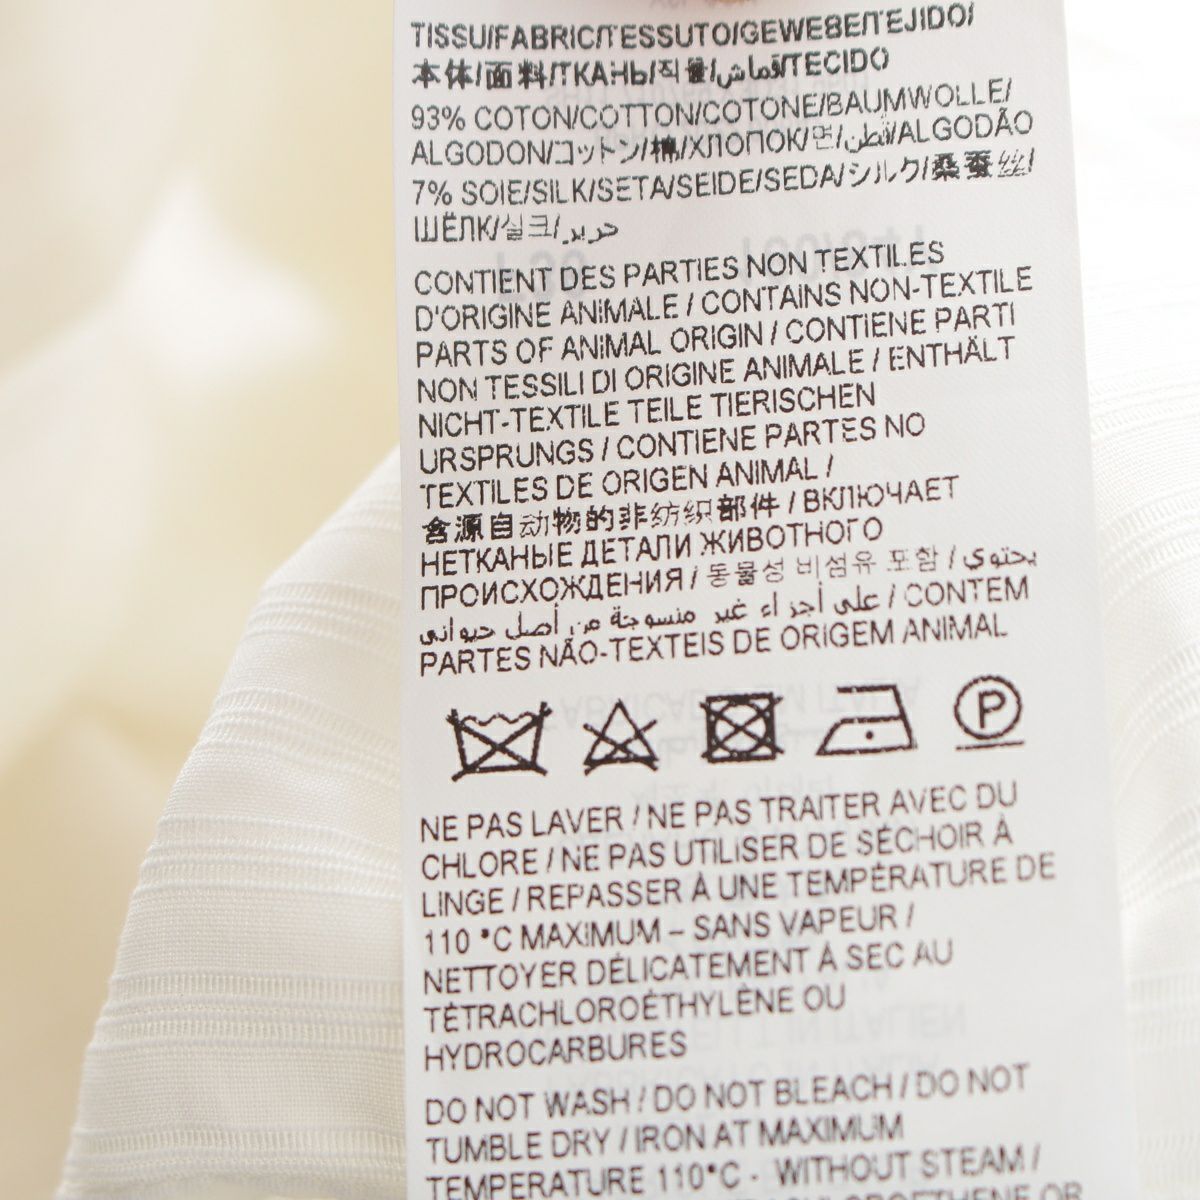 TISSU/FABRIC/TESSUTO/GEWEBE/TEJIDO/
本体/面料/ТКАНЬ/직물/قماش/TECIDO
93% COTON/COTTON/COTONE/BAUMWOLLE/
ALGODON/コットン/棉/ХЛОПОК/면/قطن/ALGODÃO
7% SOIE/SILK/SETA/SEIDE/SEDA/シルク/桑蚕丝/
ШЁЛК/실크/حرير
CONTIENT DES PARTIES NON TEXTILES
D'ORIGINE ANIMALE / CONTAINS NON-TEXTILE
PARTS OF ANIMAL ORIGIN / CONTIENE PARTI
NON TESSILI DI ORIGINE ANIMALE / ENTHÄLT
NICHT-TEXTILE TEILE TIERISCHEN
URSPRUNGS / CONTIENE PARTES NO
TEXTILES DE ORIGEN ANIMAL /
含源自动物的非纺织部件 / ВКЛЮЧАЕТ
НЕТКАНЫЕ ДЕТАЛИ ЖИВОТНОГО
ПРОИСХОЖДЕНИЯ / 동물성 비섬유 포함 / يحتوي
على أجزاء غير منسوجة من أصل حيواني / CONTEM
PARTES NÃO-TEXTEIS DE ORIGEM ANIMAL
P
NE PAS LAVER / NE PAS TRAITER AVEC DU
CHLORE / NE PAS UTILISER DE SÉCHOIR À
LINGE / REPASSER À UNE TEMPÉRATURE DE
110 °C MAXIMUM – SANS VAPEUR /
NETTOYER DÉLICATEMENT À SEC AU
TÉTRACHLOROÉTHYLÈNE OU
HYDROCARBURES
DO NOT WASH / DO NOT BLEACH / DO NOT
TUMBLE DRY / IRON AT MAXIMUM
TEMPERATURE 110°C - WITHOUT STEAM /